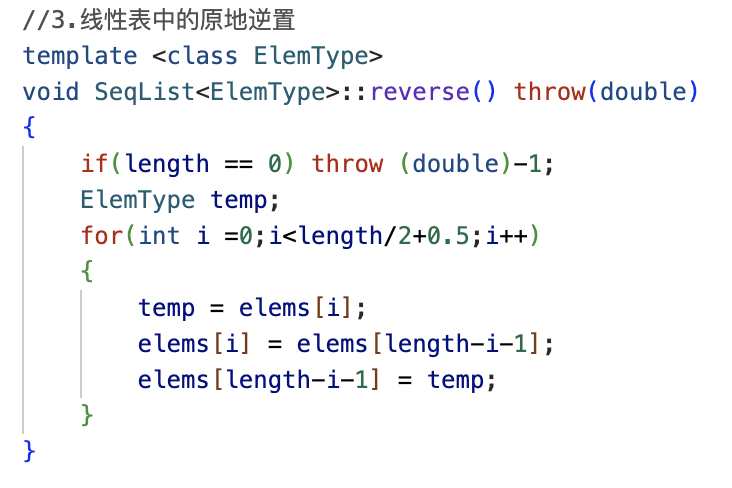 //3.线性表中的原地逆置
template <class ElemType>
void SeqList<ElemType>::reverse() throw(double)
{
    if(length == 0) throw (double)-1;
    ElemType temp;
    for(int i =0;i<length/2+0.5;i++)
    {
        temp = elems[i];
        elems[i] = elems[length-i-1];
        elems[length-i-1] = temp;
    }
}